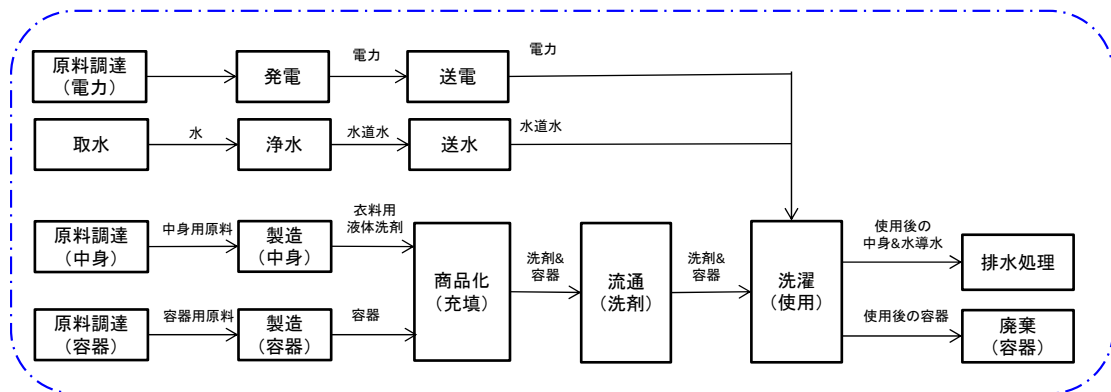 原料調達
（電力）
発電
電力
送電
電力
取水
水
浄水
水道水
送水
水道水
原料調達
（中身）
中身用原料
製造
（中身）
衣料用
液体洗剤
原料調達
（容器）
容器用原料
製造
（容器）
容器
商品化
（充填）
洗剤&
容器
流通
（洗剤）
洗剤&
容器
洗濯
（使用）
使用後の
中身&水導水
排水処理
使用後の容器
廃棄
（容器）